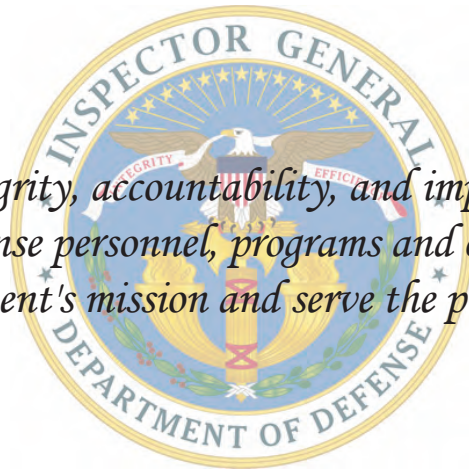 INSPECTOR GENERAL
INTEGRITY
EFFICIE
grity, accountability, and imp
nse personnel, programs and
ent's mission and serve the p
DEPARTMENT OF DEFENSE